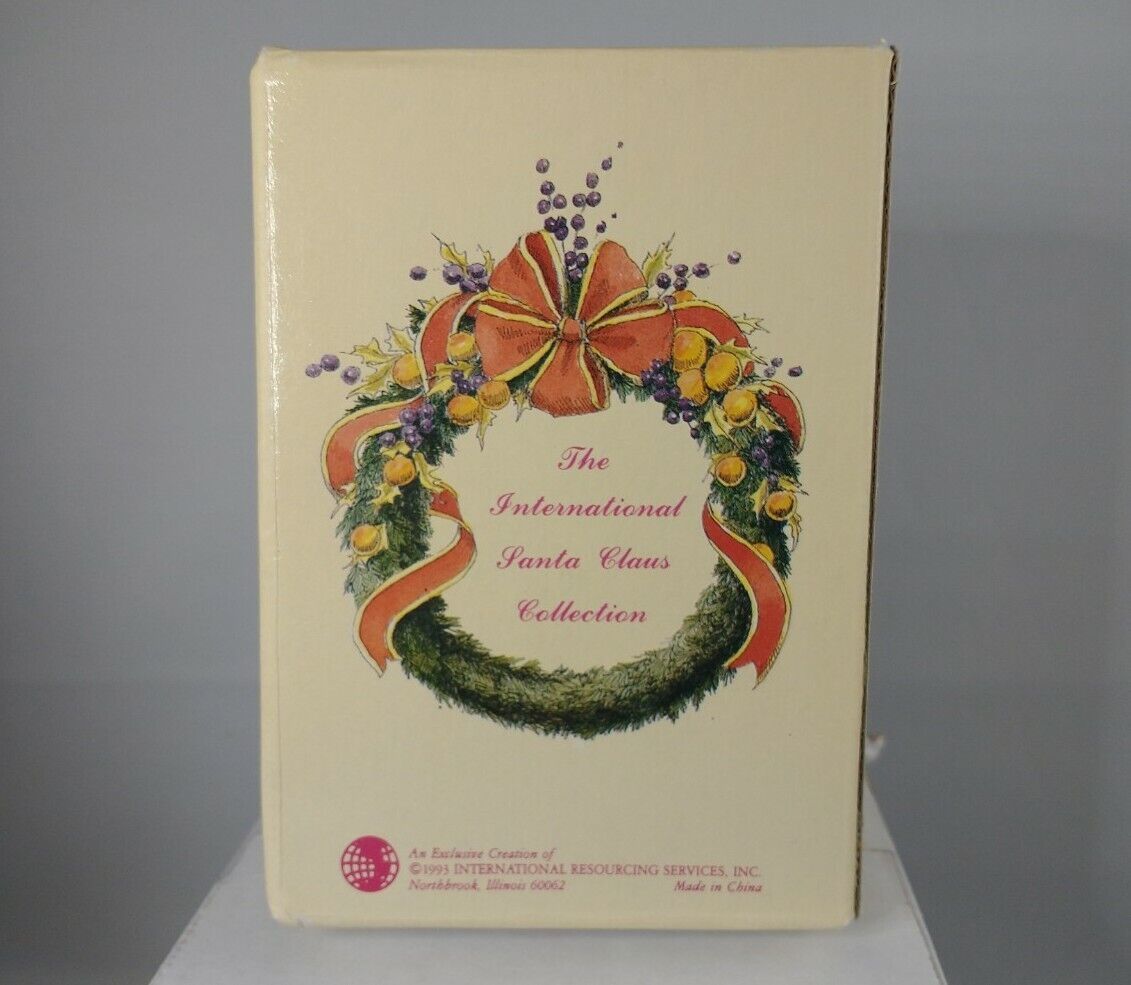 The
International
Santa Claus
Collection
An Exclusive Creation of
©1993 INTERNATIONAL RESOURCING SERVICES, INC.
Northbrook, Illinois 60062 Made in China